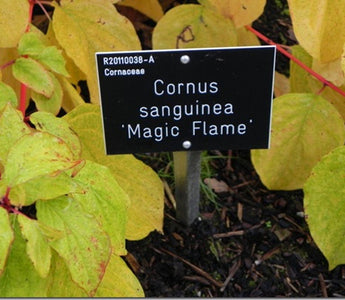 R20110038-A
Cornaceae
Cornus
sanguinea
'Magic Flame'